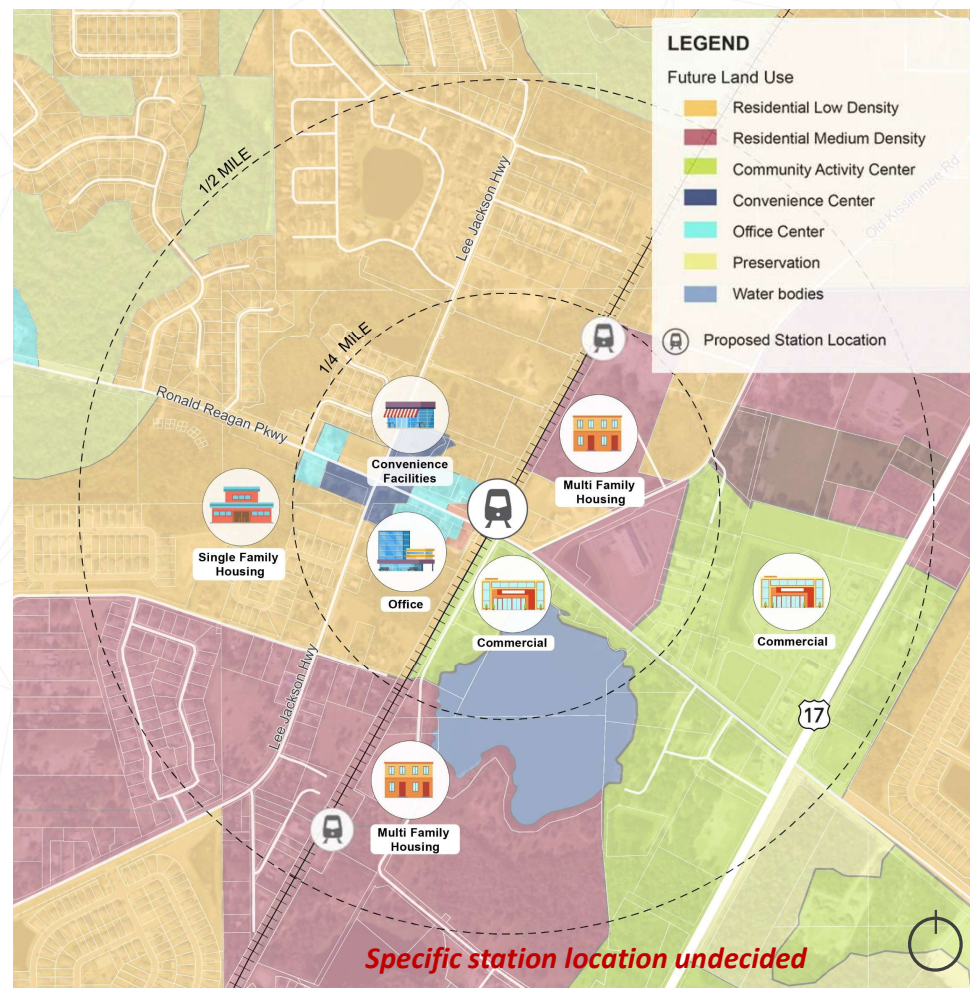 LEGEND
Future Land Use
Residential Low Density
Residential Medium Density
Community Activity Center
Convenience Center
Office Center
Preservation
Water bodies
Proposed Station Location
Old Kissimmee Rd
1/2 MILE
Lee Jackson Hwy
1/4 MILE
Ronald Reagan Pkwy
Convenience
Facilities
Multi Family
Housing
Single Family
Housing
Office
Commercial
Commercial
Lee Jackson Hwy
17
Multi Family
Housing
Specific station location undecided